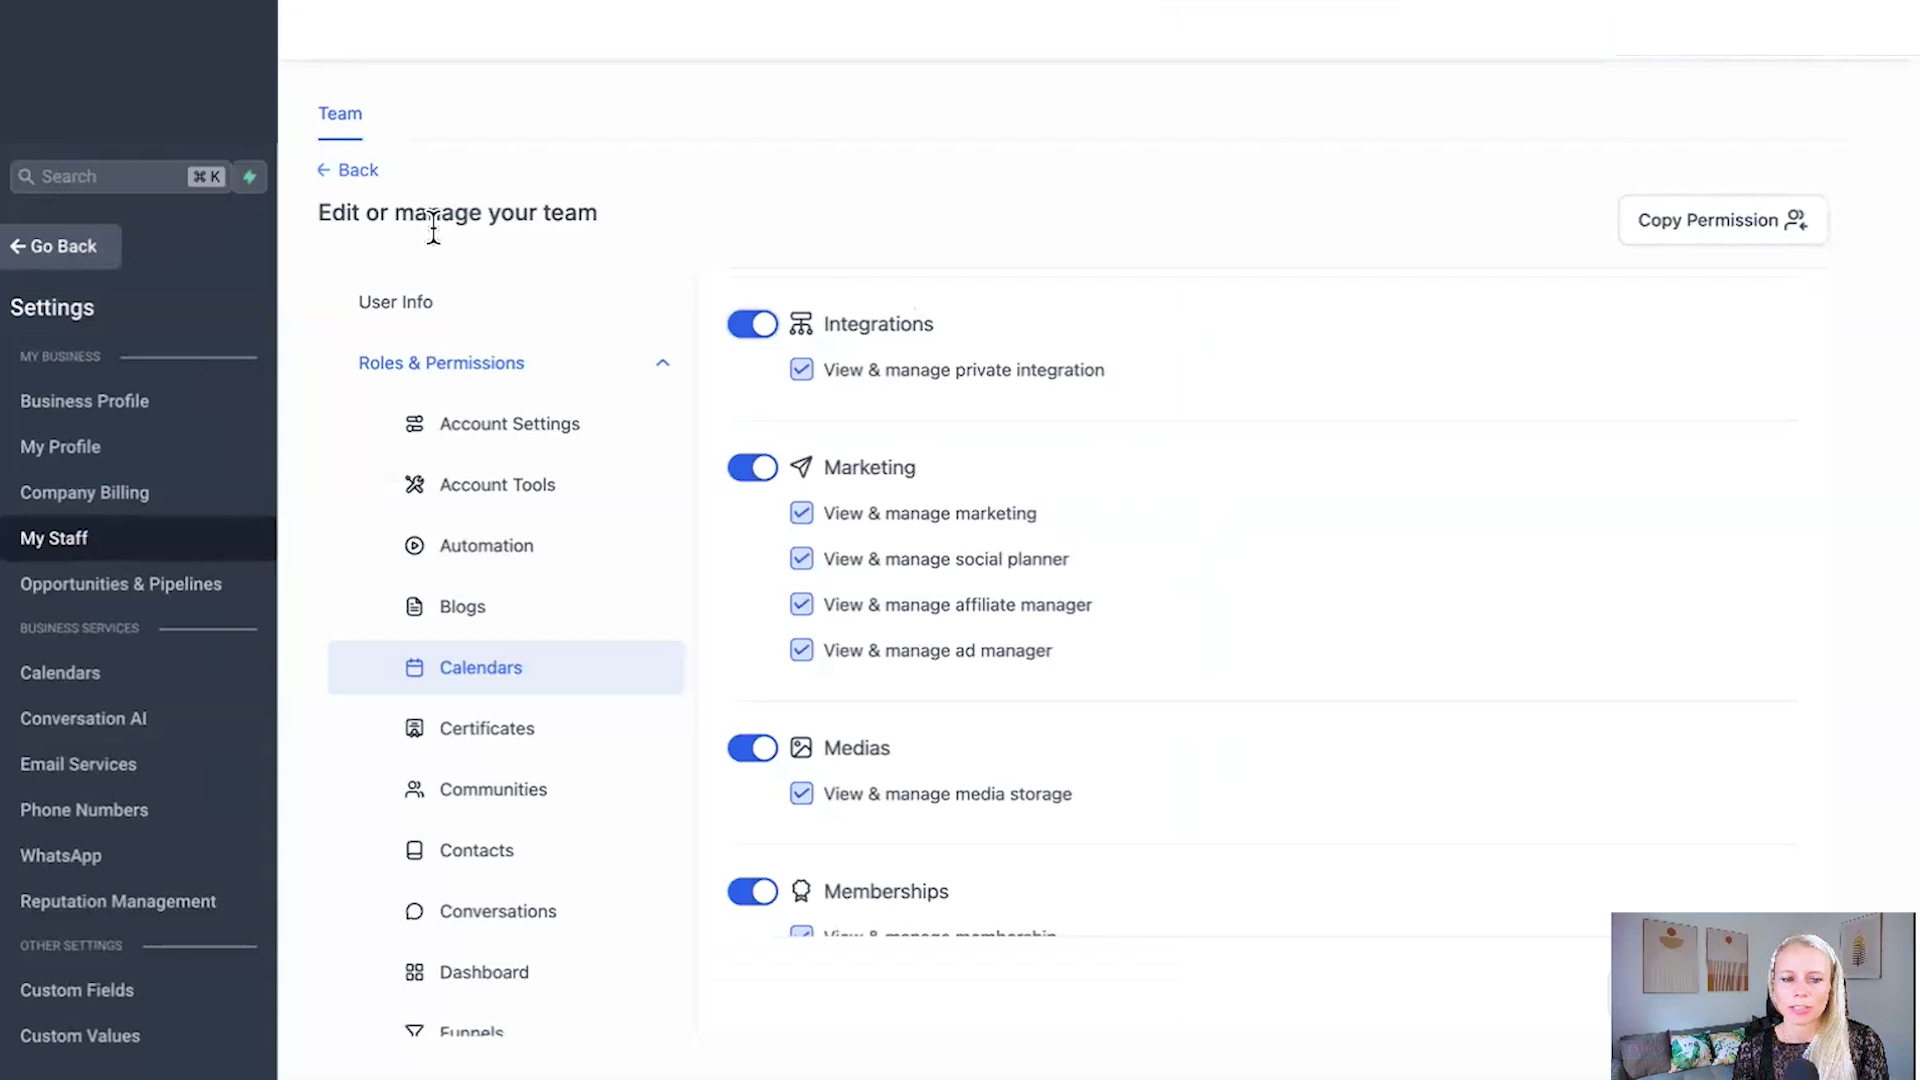 Search ⌘ K
Go Back
Settings
MY BUSINESS
Business Profile
My Profile
Company Billing
My Staff
Opportunities & Pipelines
BUSINESS SERVICES
Calendars
Conversation AI
Email Services
Phone Numbers
WhatsApp
Reputation Management
OTHER SETTINGS
Custom Fields
Custom Values
Team
Back
Edit or manage your team
Copy Permission
User Info
Roles & Permissions
Account Settings
Account Tools
Automation
Blogs
Calendars
Certificates
Communities
Contacts
Conversations
Dashboard
Funnels
Integrations
View & manage private integration
Marketing
View & manage marketing
View & manage social planner
View & manage affiliate manager
View & manage ad manager
Medias
View & manage media storage
Memberships
View & manage membership